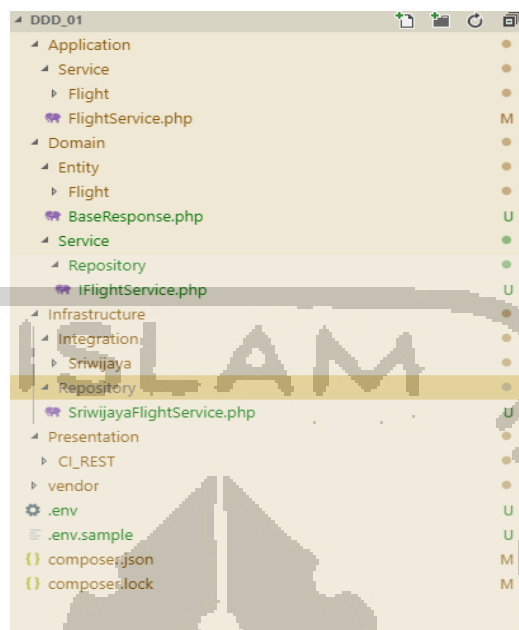 DDD_01
Application
Service
Flight
FlightService.php M
Domain
Entity
Flight
BaseResponse.php U
Service
Repository
IFlightService.php U
Infrastructure
Integration
Sriwijaya
Repository
SriwijayaFlightService.php U
Presentation
CI_REST
vendor
.env U
.env.sample U
{} composer.json M
{} composer.lock M
ISLAM